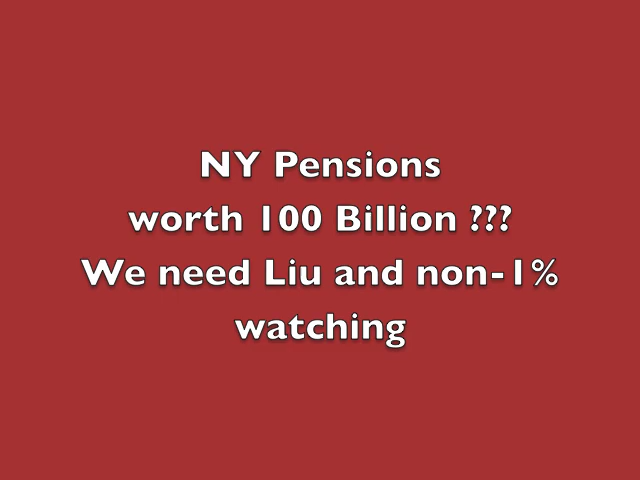 NY Pensions
worth 100 Billion ???
We need Liu and non-1%
watching